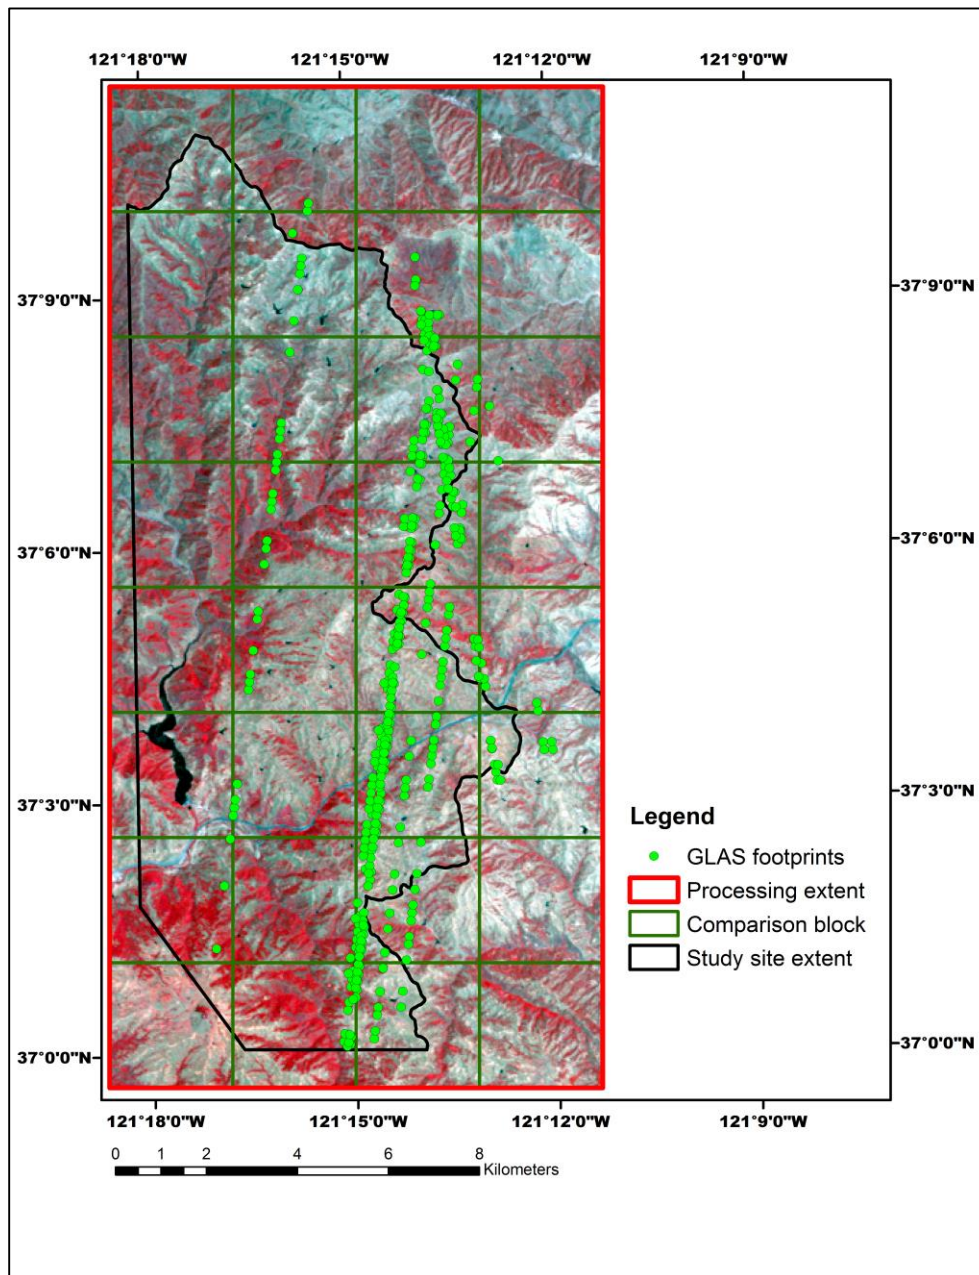 121°18'0"W 121°15'0"W 121°12'0"W 121°9'0"W
37°9'0"N 37°9'0"N
37°6'0"N 37°6'0"N
37°3'0"N 37°3'0"N
Legend
GLAS footprints
Processing extent
Comparison block
Study site extent
37°0'0"N 37°0'0"N
121°18'0"W 121°15'0"W 121°12'0"W 121°9'0"W
0 1 2 4 6 8
Kilometers